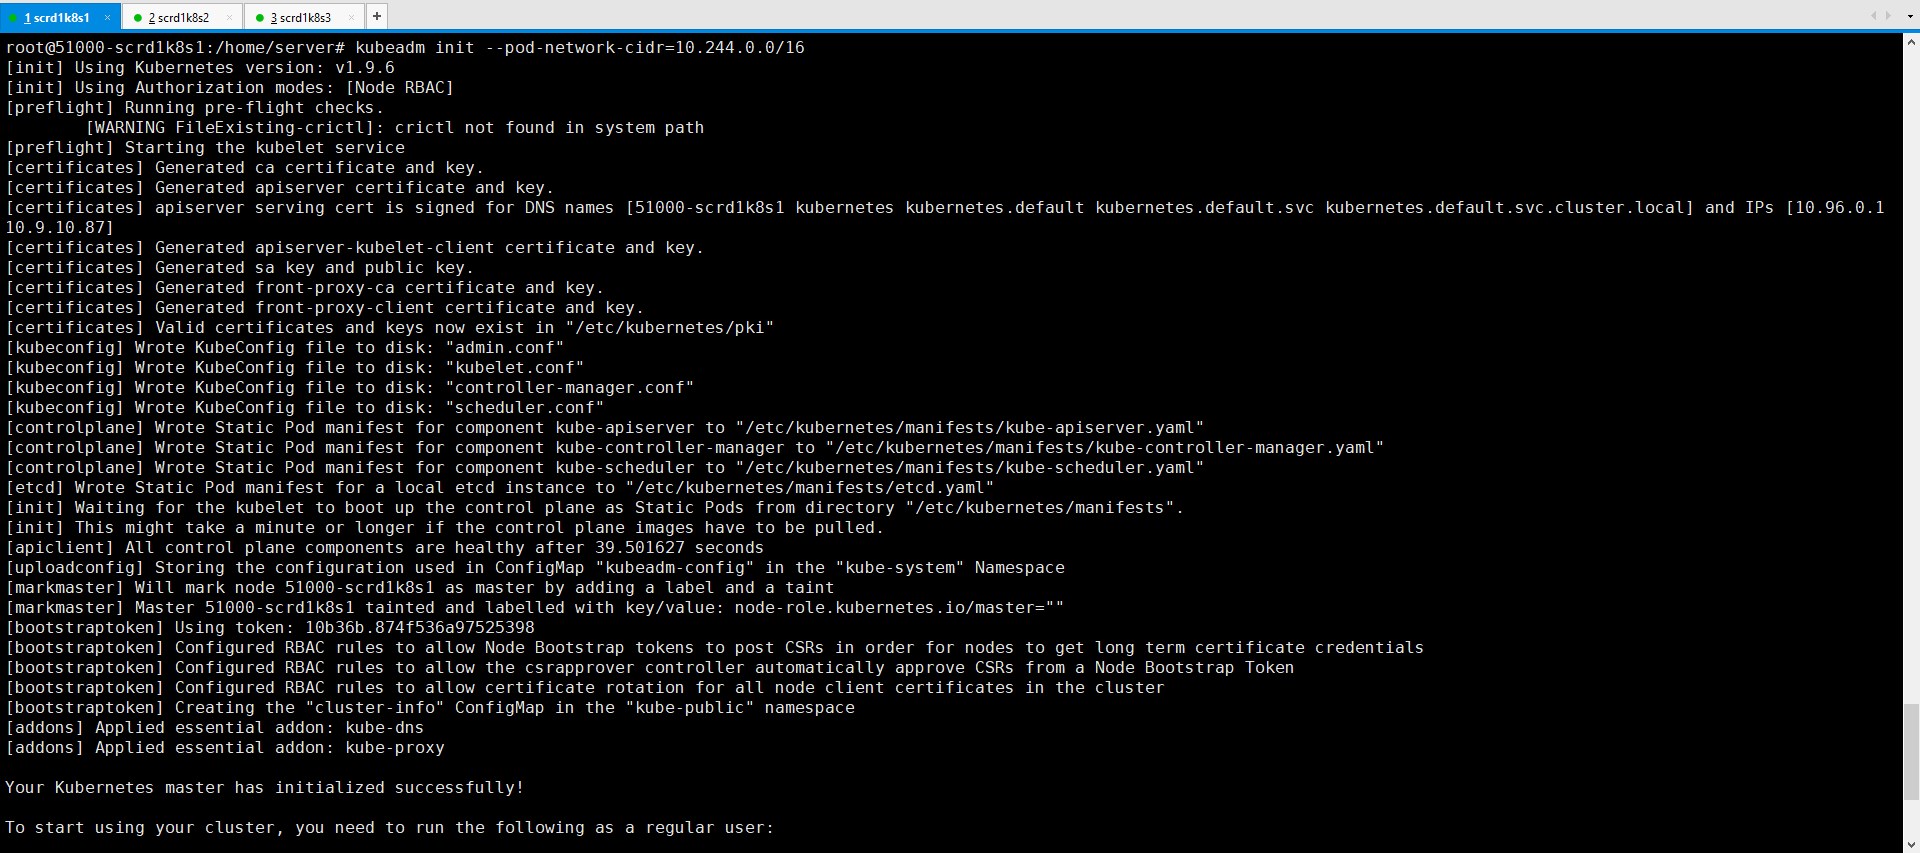 1 scrd1k8s1 × 2 scrd1k8s2 × 3 scrd1k8s3 × +
root@51000-scrd1k8s1:/home/server# kubeadm init --pod-network-cidr=10.244.0.0/16
[init] Using Kubernetes version: v1.9.6
[init] Using Authorization modes: [Node RBAC]
[preflight] Running pre-flight checks.
[WARNING FileExisting-crictl]: crictl not found in system path
[preflight] Starting the kubelet service
[certificates] Generated ca certificate and key.
[certificates] Generated apiserver certificate and key.
[certificates] apiserver serving cert is signed for DNS names [51000-scrd1k8s1 kubernetes kubernetes.default kubernetes.default.svc kubernetes.default.svc.cluster.local] and IPs [10.96.0.1
10.9.10.87]
[certificates] Generated apiserver-kubelet-client certificate and key.
[certificates] Generated sa key and public key.
[certificates] Generated front-proxy-ca certificate and key.
[certificates] Generated front-proxy-client certificate and key.
[certificates] Valid certificates and keys now exist in "/etc/kubernetes/pki"
[kubeconfig] Wrote KubeConfig file to disk: "admin.conf"
[kubeconfig] Wrote KubeConfig file to disk: "kubelet.conf"
[kubeconfig] Wrote KubeConfig file to disk: "controller-manager.conf"
[kubeconfig] Wrote KubeConfig file to disk: "scheduler.conf"
[controlplane] Wrote Static Pod manifest for component kube-apiserver to "/etc/kubernetes/manifests/kube-apiserver.yaml"
[controlplane] Wrote Static Pod manifest for component kube-controller-manager to "/etc/kubernetes/manifests/kube-controller-manager.yaml"
[controlplane] Wrote Static Pod manifest for component kube-scheduler to "/etc/kubernetes/manifests/kube-scheduler.yaml"
[etcd] Wrote Static Pod manifest for a local etcd instance to "/etc/kubernetes/manifests/etcd.yaml"
[init] Waiting for the kubelet to boot up the control plane as Static Pods from directory "/etc/kubernetes/manifests".
[init] This might take a minute or longer if the control plane images have to be pulled.
[apiclient] All control plane components are healthy after 39.501627 seconds
[uploadconfig] Storing the configuration used in ConfigMap "kubeadm-config" in the "kube-system" Namespace
[markmaster] Will mark node 51000-scrd1k8s1 as master by adding a label and a taint
[markmaster] Master 51000-scrd1k8s1 tainted and labelled with key/value: node-role.kubernetes.io/master=""
[bootstraptoken] Using token: 10b36b.874f536a97525398
[bootstraptoken] Configured RBAC rules to allow Node Bootstrap tokens to post CSRs in order for nodes to get long term certificate credentials
[bootstraptoken] Configured RBAC rules to allow the csrapprover controller automatically approve CSRs from a Node Bootstrap Token
[bootstraptoken] Configured RBAC rules to allow certificate rotation for all node client certificates in the cluster
[bootstraptoken] Creating the "cluster-info" ConfigMap in the "kube-public" namespace
[addons] Applied essential addon: kube-dns
[addons] Applied essential addon: kube-proxy
Your Kubernetes master has initialized successfully!
To start using your cluster, you need to run the following as a regular user: